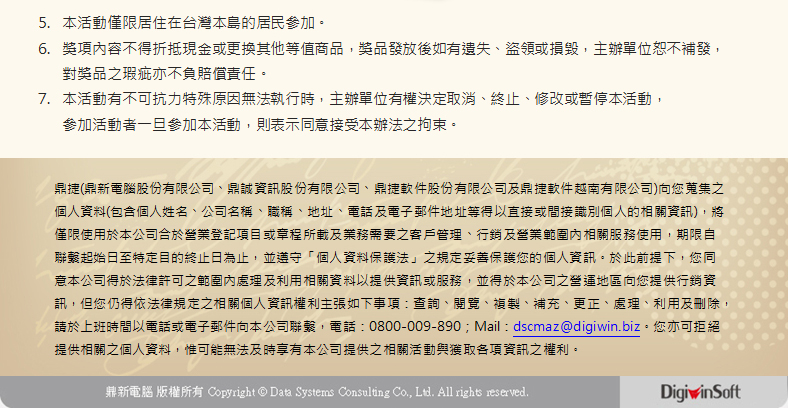 5. 本活動僅限居住在台灣本島的居民參加。
6. 獎項內容不得折抵現金或更換其他等值商品，獎品發放後如有遺失、盜領或損毀，主辦單位恕不補發，
對獎品之瑕疵亦不負賠償責任。
7. 本活動有不可抗力特殊原因無法執行時，主辦單位有權決定取消、終止、修改或暫停本活動，
參加活動者一旦參加本活動，則表示同意接受本辦法之拘束。
鼎捷(鼎新電腦股份有限公司、鼎誠資訊股份有限公司、鼎捷軟件股份有限公司及鼎捷軟件越南有限公司)向您蒐集之
個人資料(包含個人姓名、公司名稱、職稱、地址、電話及電子郵件地址等得以直接或間接識別個人的相關資訊)，將
僅限使用於本公司合於營業登記項目或章程所載及業務需要之客戶管理、行銷及營業範圍內相關服務使用，期限自
聯繫起始日至特定目的終止日為止，並遵守「個人資料保護法」之規定妥善保護您的個人資訊。於此前提下，您同
意本公司得於法律許可之範圍內處理及利用相關資料以提供資訊或服務，並得於本公司之營運地區向您提供行銷資
訊，但您仍得依法律規定之相關個人資訊權利主張如下事項：查詢、閱覽、複製、補充、更正、處理、利用及刪除，
請於上班時間以電話或電子郵件向本公司聯繫，電話：0800-009-890；Mail：dscmaz@digiwin.biz。您亦可拒絕
提供相關之個人資料，惟可能無法及時享有本公司提供之相關活動與獲取各項資訊之權利。
鼎新電腦 版權所有 Copyright © Data Systems Consulting Co., Ltd. All rights reserved.
DigiwinSoft